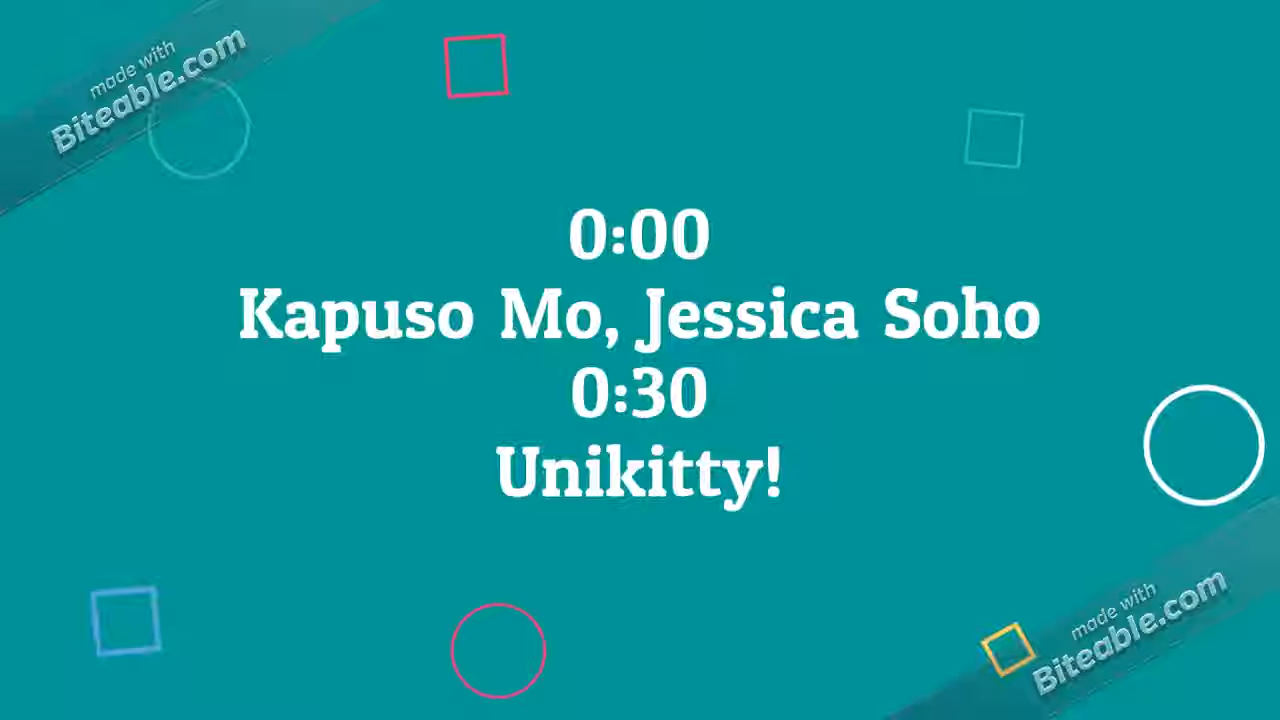 made with
Biteable.com
0:00
Kapuso Mo, Jessica Soho
0:30
Unikitty!
made with
Biteable.com